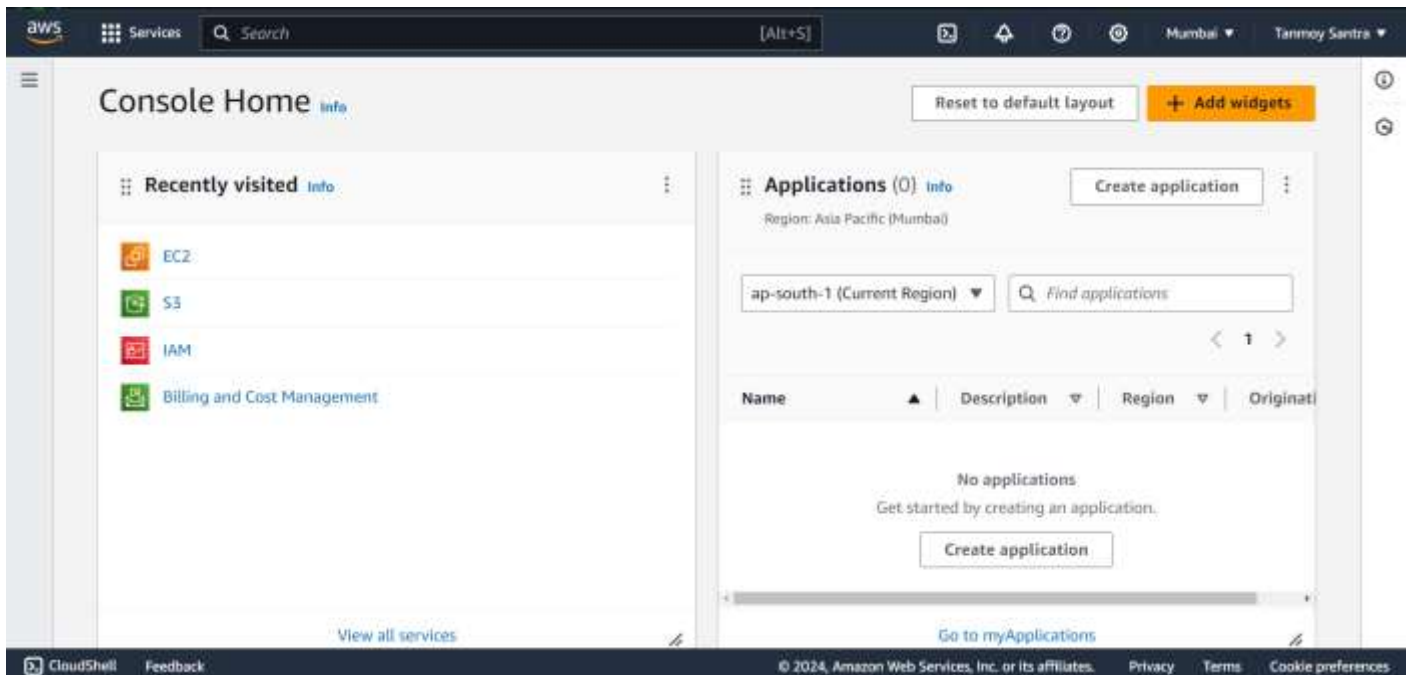 aws Services Search [Alt+S] Mumbai Tanmoy Santra
Console Home Info
Reset to default layout + Add widgets
Recently visited Info
EC2
S3
IAM
Billing and Cost Management
View all services
Applications (0) Info Create application
Region: Asia Pacific (Mumbai)
ap-south-1 (Current Region) Find applications
1
Name Description Region Originati
No applications
Get started by creating an application.
Create application
Go to myApplications
CloudShell Feedback © 2024, Amazon Web Services, Inc. or its affiliates. Privacy Terms Cookie preferences